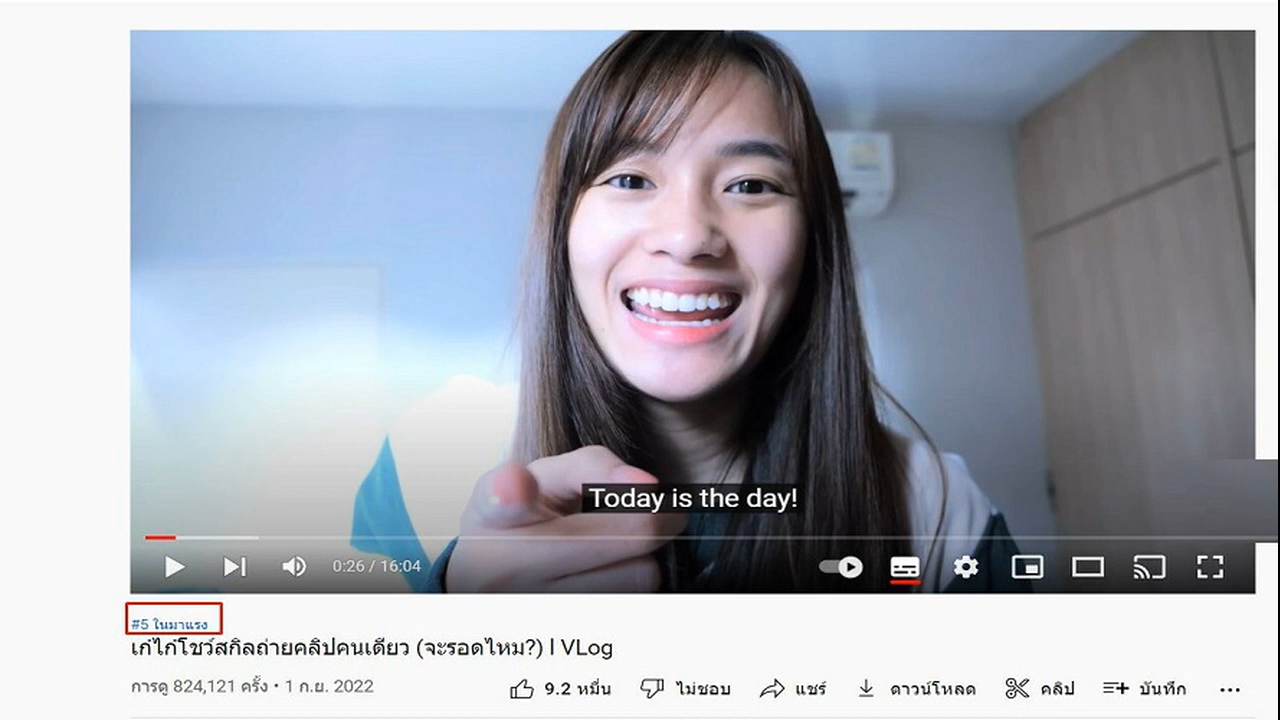 Today is the day!
0:26 / 16:04
#5 ในมาแรง
เก๋ไก๋โชว์สกิลถ่ายคลิปคนเดียว (จะรอดไหม?) l VLog
การดู 824,121 ครั้ง • 1 ก.ย. 2022
9.2 หมื่น ไม่ชอบ แชร์ ดาวน์โหลด คลิป บันทึก